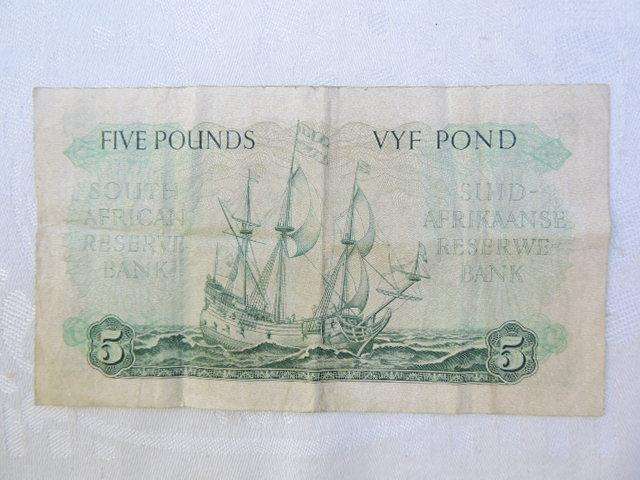 FIVE POUNDS
VYF POND
SOUTH
AFRICAN
RESERVE
BANK
SUID-
AFRIKAANSE
RESERWE-
BANK
5
5